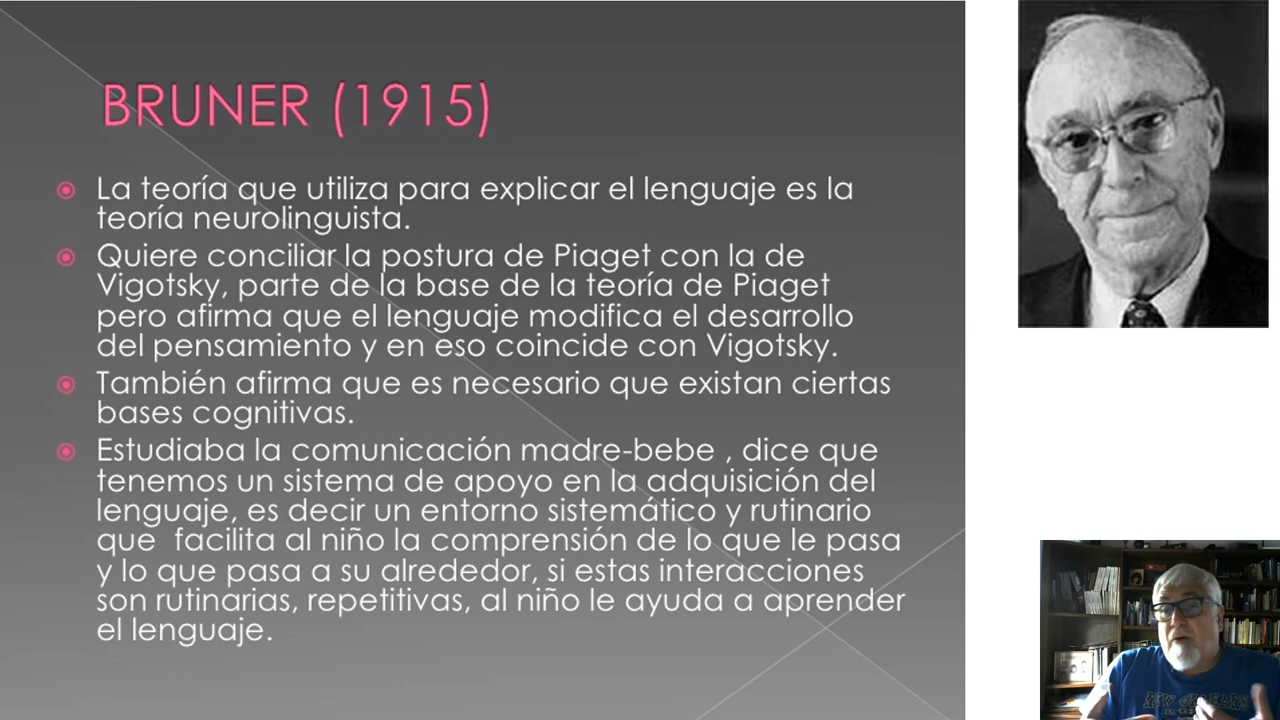 BRUNER (1915)
La teoría que utiliza para explicar el lenguaje es la
teoría neurolinguista.
Quiere conciliar la postura de Piaget con la de
Vigotsky, parte de la base de la teoría de Piaget
pero afirma que el lenguaje modifica el desarrollo
del pensamiento y en eso coincide con Vigotsky.
También afirma que es necesario que existan ciertas
bases cognitivas.
Estudiaba la comunicación madre-bebe , dice que
tenemos un sistema de apoyo en la adquisición del
lenguaje, es decir un entorno sistemático y rutinario
que  facilita al niño la comprensión de lo que le pasa
y lo que pasa a su alrededor, si estas interacciones
son rutinarias, repetitivas, al niño le ayuda a aprender
el lenguaje.